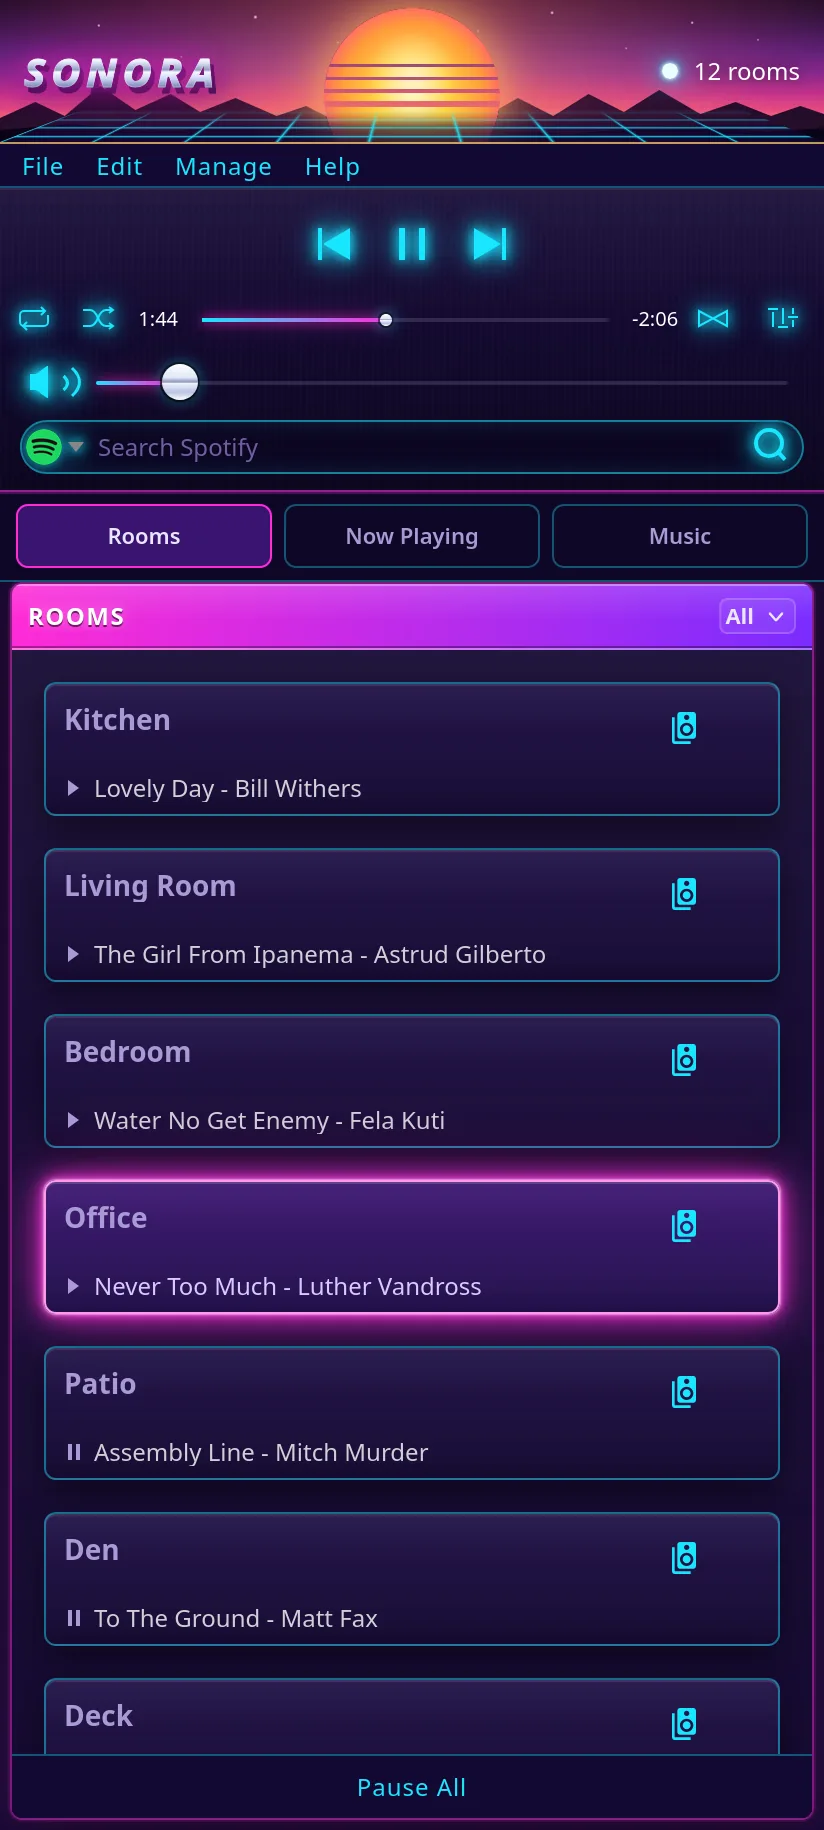 SONORA
12 rooms
File Edit Manage Help
1:44
-2:06
Search Spotify
Rooms Now Playing Music
ROOMS
All
Kitchen
Lovely Day - Bill Withers
Living Room
The Girl From Ipanema - Astrud Gilberto
Bedroom
Water No Get Enemy - Fela Kuti
Office
Never Too Much - Luther Vandross
Patio
Assembly Line - Mitch Murder
Den
To The Ground - Matt Fax
Deck
Pause All